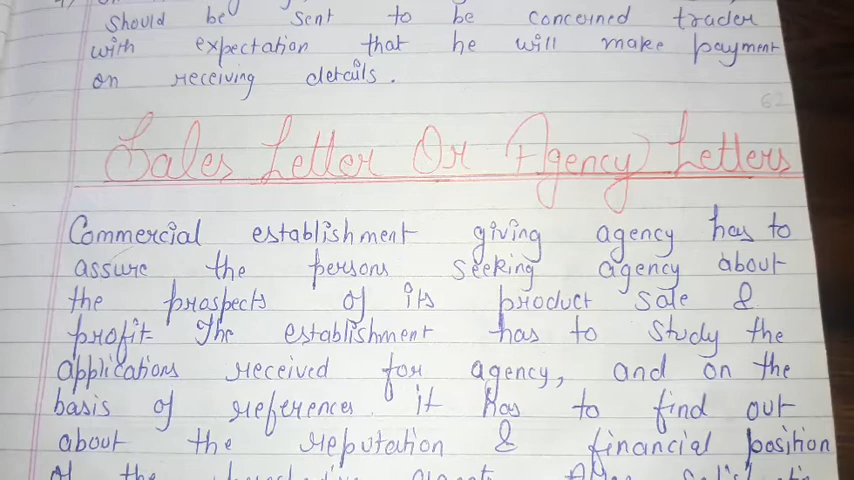 should be sent to be concerned trader
with expectation that he will make payment
on receiving details.
62
Sales Letter Or Agency Letters
Commercial establishment giving agency has to
assure the persons seeking agency about
the prospects of its product sale &
profit. The establishment has to study the
applications received for agency, and on the
basis of references it has to find out
about the reputation & financial position
of the